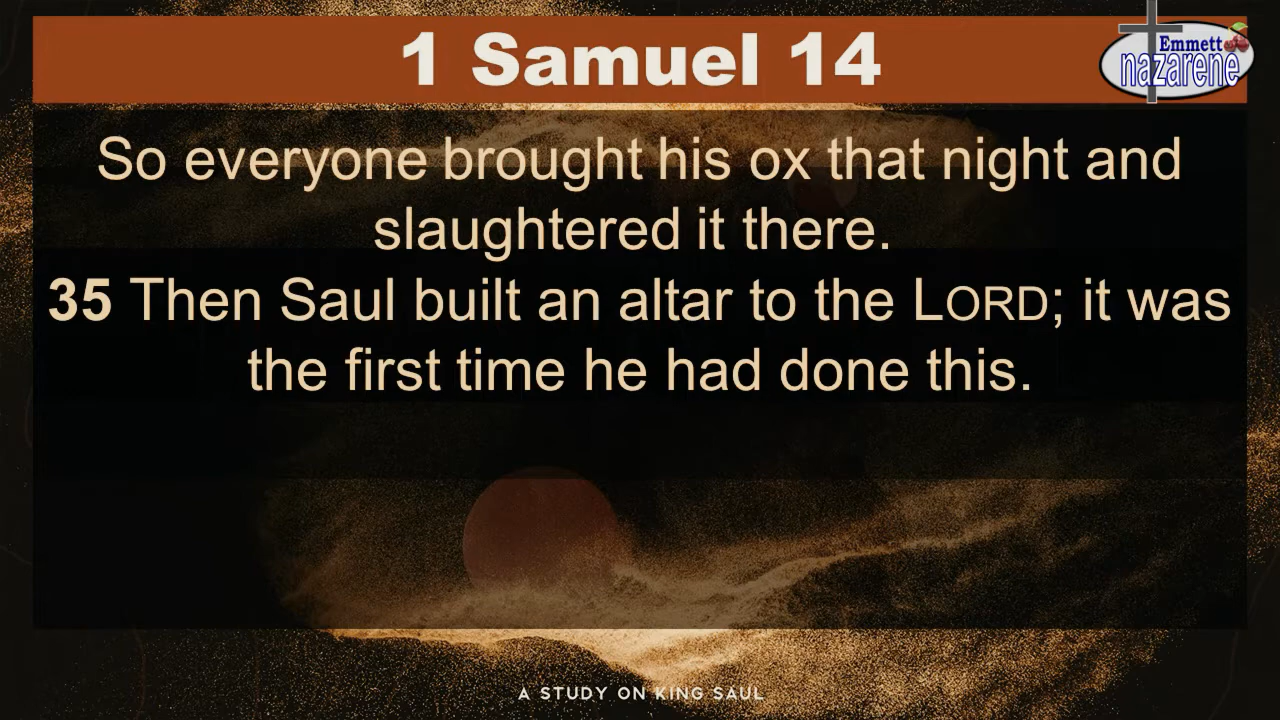 1 Samuel 14
Emmett
nazarene
So everyone brought his ox that night and
slaughtered it there.
35 Then Saul built an altar to the LORD; it was
the first time he had done this.
A STUDY ON KING SAUL